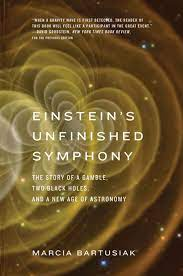 "WHEN A GRAVITY WAVE IS FIRST DETECTED, THE READER OF
THIS BOOK WILL FEEL LIKE A PARTICIPANT IN THE GREAT EVENT."
—DAVID GOODSTEIN, NEW YORK TIMES BOOK REVIEW,
FOR THE PREVIOUS EDITION
EINSTEIN'S
UNFINISHED
SYMPHONY
THE STORY OF A GAMBLE,
TWO BLACK HOLES,
AND A NEW AGE OF ASTRONOMY
MARCIA BARTUSIAK